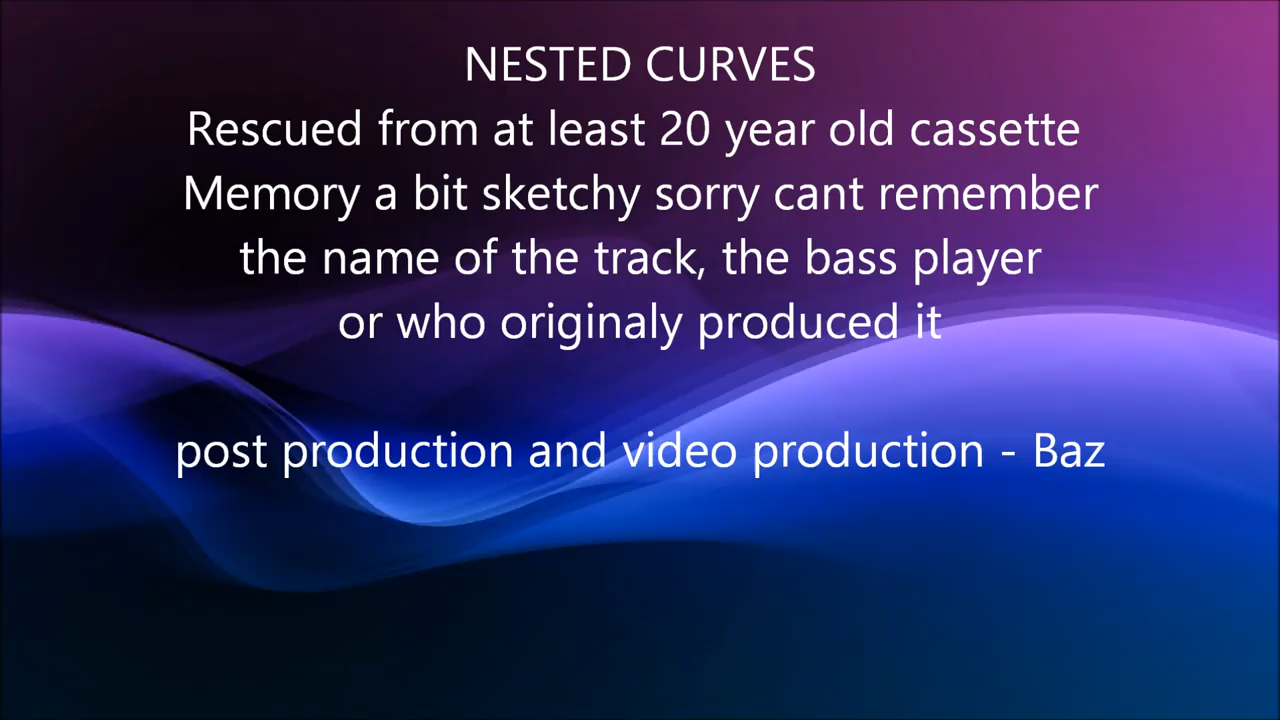 NESTED CURVES
Rescued from at least 20 year old cassette
Memory a bit sketchy sorry cant remember
the name of the track, the bass player
or who originaly produced it
post production and video production - Baz